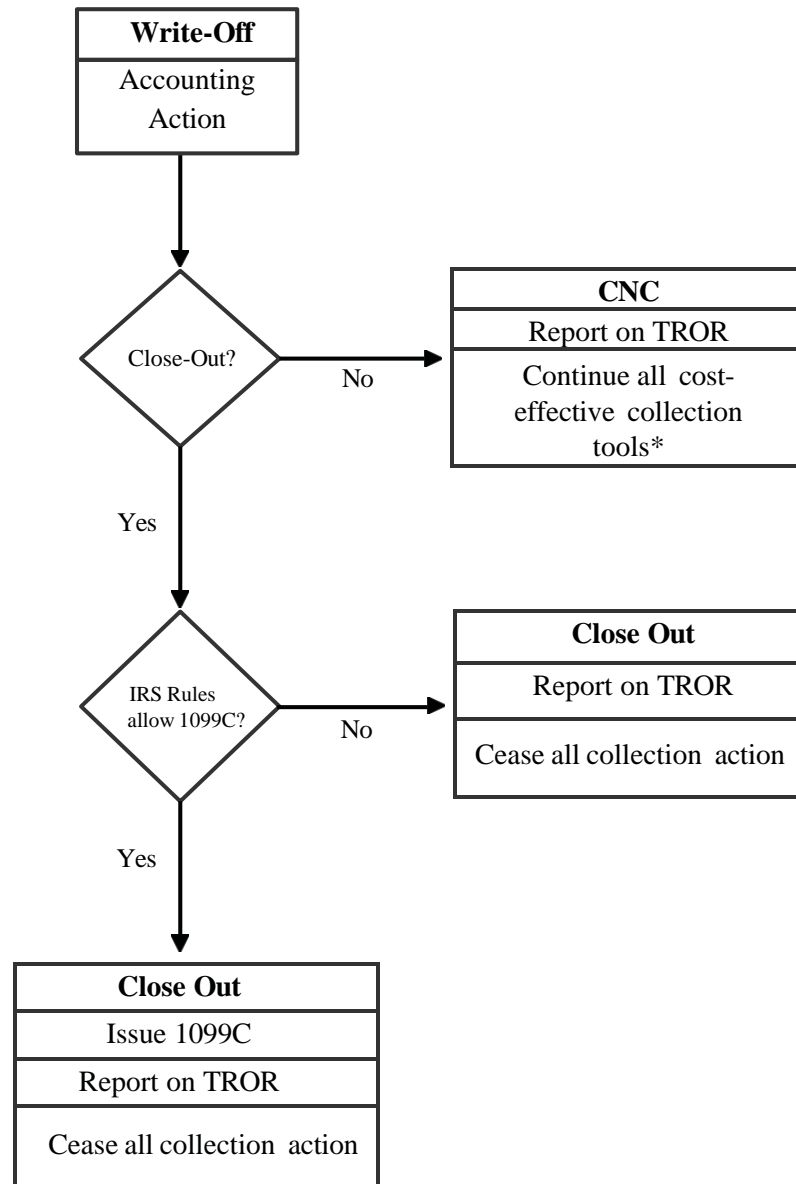 Write-Off
Accounting
Action
Close-Out?
No
CNC
Report on TROR
Continue all cost-
effective collection
tools*
Yes
IRS Rules
allow 1099C?
No
Close Out
Report on TROR
Cease all collection action
Yes
Close Out
Issue 1099C
Report on TROR
Cease all collection action